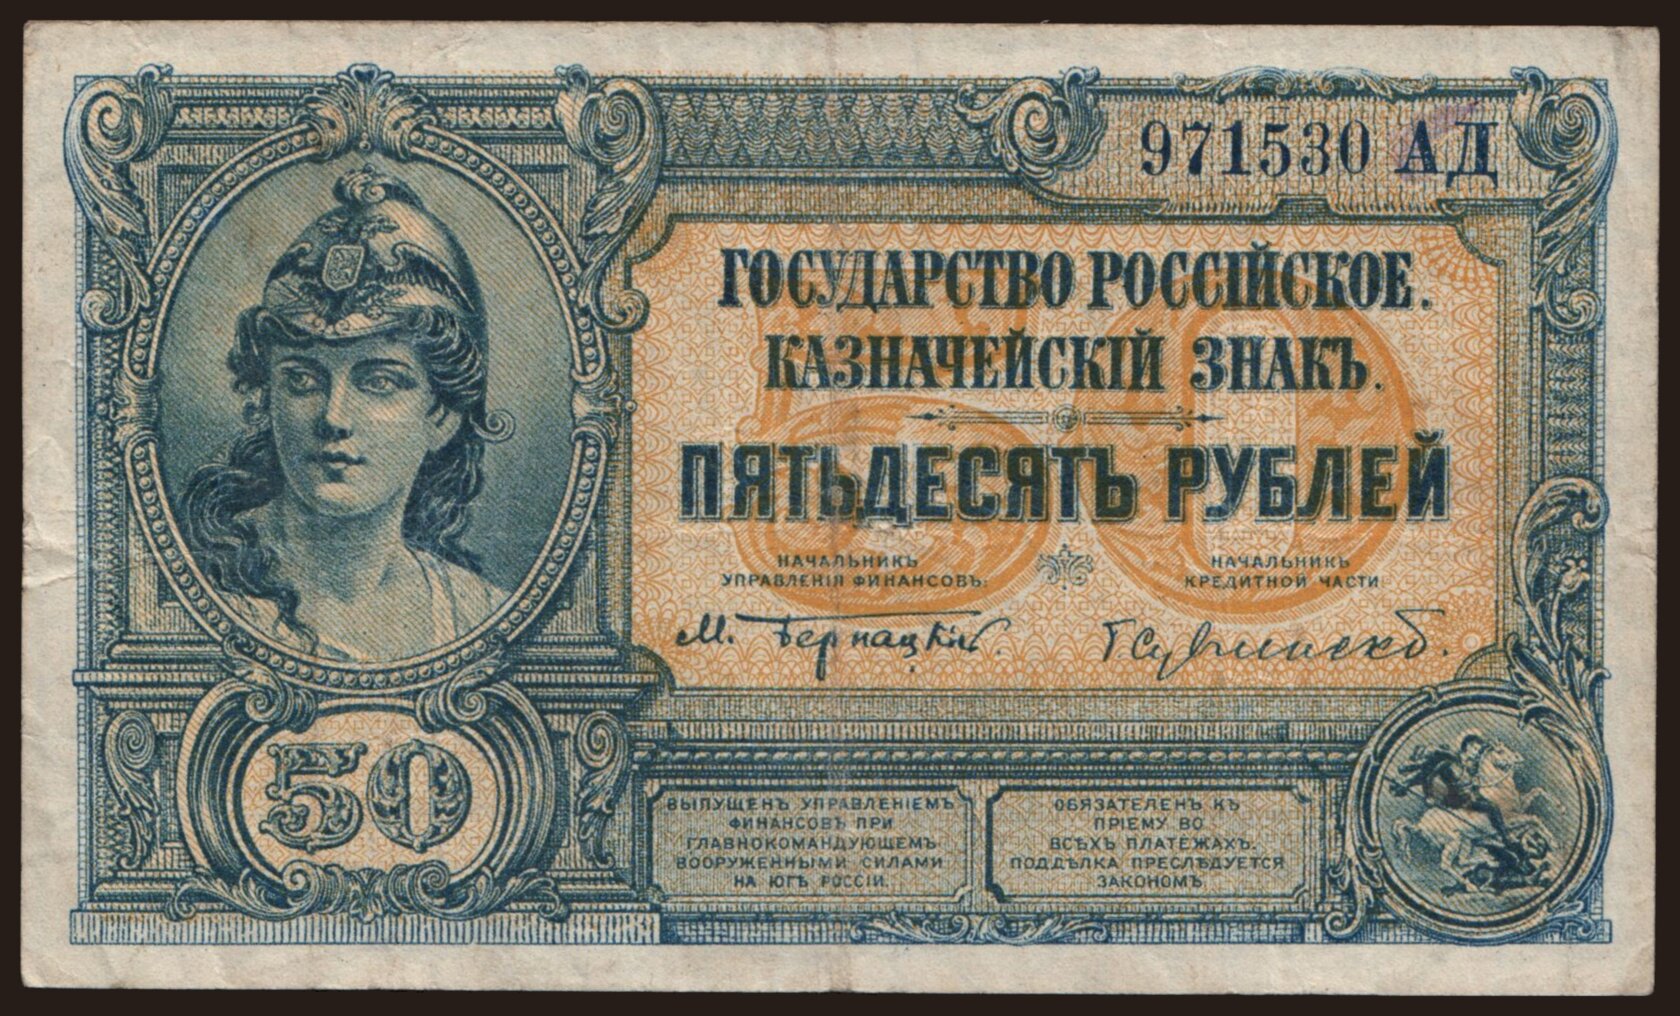 971530 АД
ГОСУДАРСТВО РОССІЙСКОЕ.
КАЗНАЧЕЙСКІЙ ЗНАКЪ.
ПЯТЬДЕСЯТЪ РУБЛЕЙ
НАЧАЛЬНИКЪ
УПРАВЛЕНІЯ ФИНАНСОВЪ:
НАЧАЛЬНИКЪ
КРЕДИТНОЙ ЧАСТИ
М. Бернацкій.
50
50
ВЫПУЩЕНЪ УПРАВЛЕНІЕМЪ
ФИНАНСОВЪ ПРИ
ГЛАВНОКОМАНДУЮЩЕМЪ
ВООРУЖЕННЫМИ СИЛАМИ
НА ЮГѢ РОССІИ.
ОБЯЗАТЕЛЕНЪ КЪ
ПРІЕМУ ВО
ВСѢХЪ ПЛАТЕЖАХЪ.
ПОДДѢЛКА ПРЕСЛѢДУЕТСЯ
ЗАКОНОМЪ